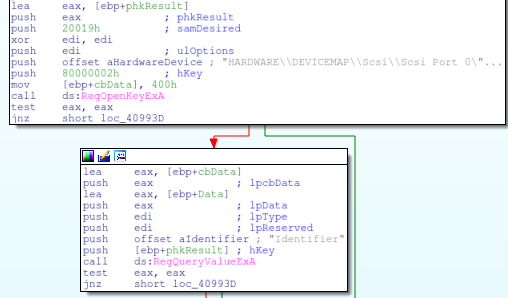 lea eax, [ebp+phkResult]
push eax ; phkResult
push 20019h ; samDesired
xor edi, edi
push edi ; ulOptions
push offset aHardwareDevice ; "HARDWARE\\DEVICEMAP\\Scsi\\Scsi Port 0\"...
push 80000002h ; hKey
mov [ebp+cbData], 400h
call ds:RegOpenKeyExA
test eax, eax
jnz short loc_40993D
lea eax, [ebp+cbData]
push eax ; lpcbData
lea eax, [ebp+Data]
push eax ; lpData
push edi ; lpType
push edi ; lpReserved
push offset aIdentifier ; "Identifier"
push [ebp+phkResult] ; hKey
call ds:RegQueryValueExA
test eax, eax
jnz short loc_40993D